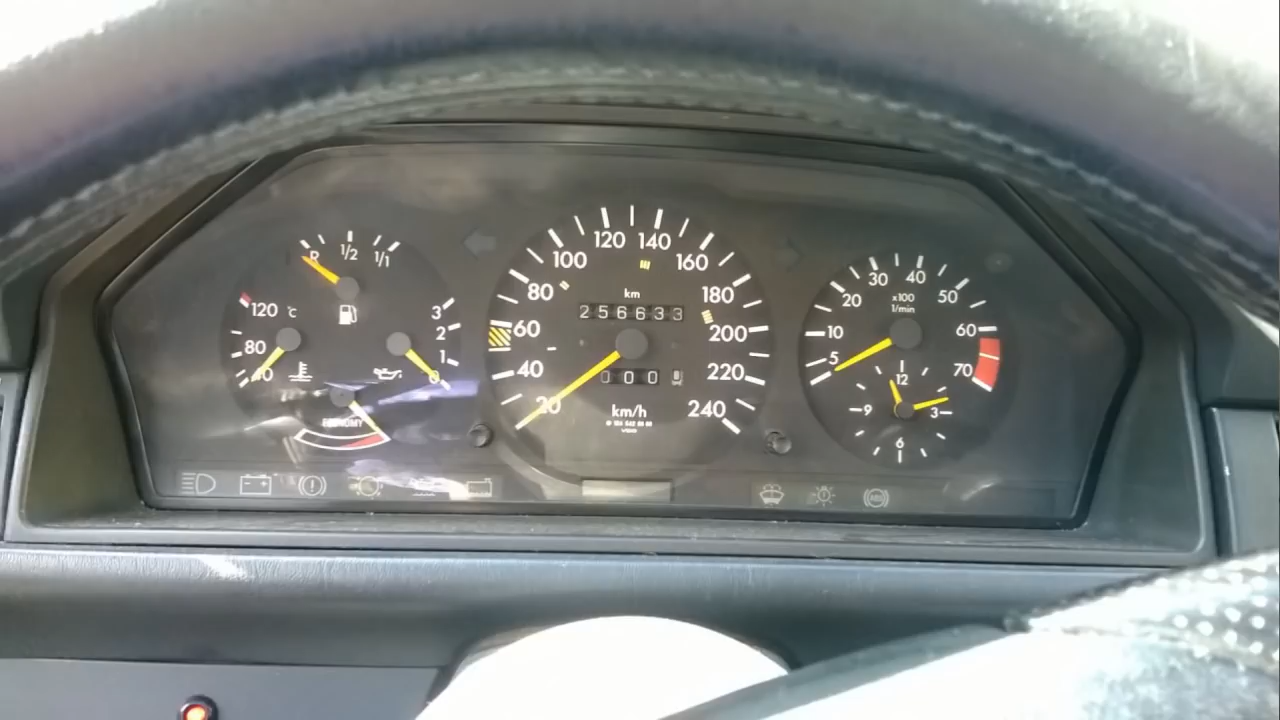 R 1/2 1/1
120 °C
80
40
3
2
1
0
ECONOMY
20 40 60 80 100 120 140 160 180 200 220 240
km
256633
000
km/h
VDO
5 10 20 30 40 50 60 70
x100
1/min
12
3
6
9
ABS